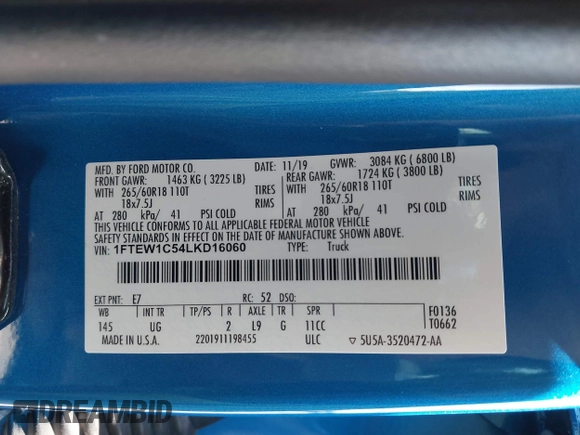 MFD. BY FORD MOTOR CO. DATE: 11/19 GVWR: 3084 KG ( 6800 LB)
FRONT GAWR: 1463 KG ( 3225 LB) REAR GAWR: 1724 KG ( 3800 LB)
WITH 265/60R18 110T TIRES WITH 265/60R18 110T TIRES
18x7.5J RIMS 18x7.5J RIMS
AT 280 kPa/ 41 PSI COLD AT 280 kPa/ 41 PSI COLD
THIS VEHICLE CONFORMS TO ALL APPLICABLE FEDERAL MOTOR VEHICLE
SAFETY STANDARDS IN EFFECT ON THE DATE OF MANUFACTURE SHOWN ABOVE.
VIN: 1FTEW1C54LKD16060 TYPE: Truck
EXT PNT: E7 RC: 52 DSO:
WB INT TR TP/PS R AXLE TR SPR F0136
145 UG 2 L9 G 11CC T0662
MADE IN U.S.A. 2201911198455 ULC ▽ 5U5A-3520472-AA
DREAMBID